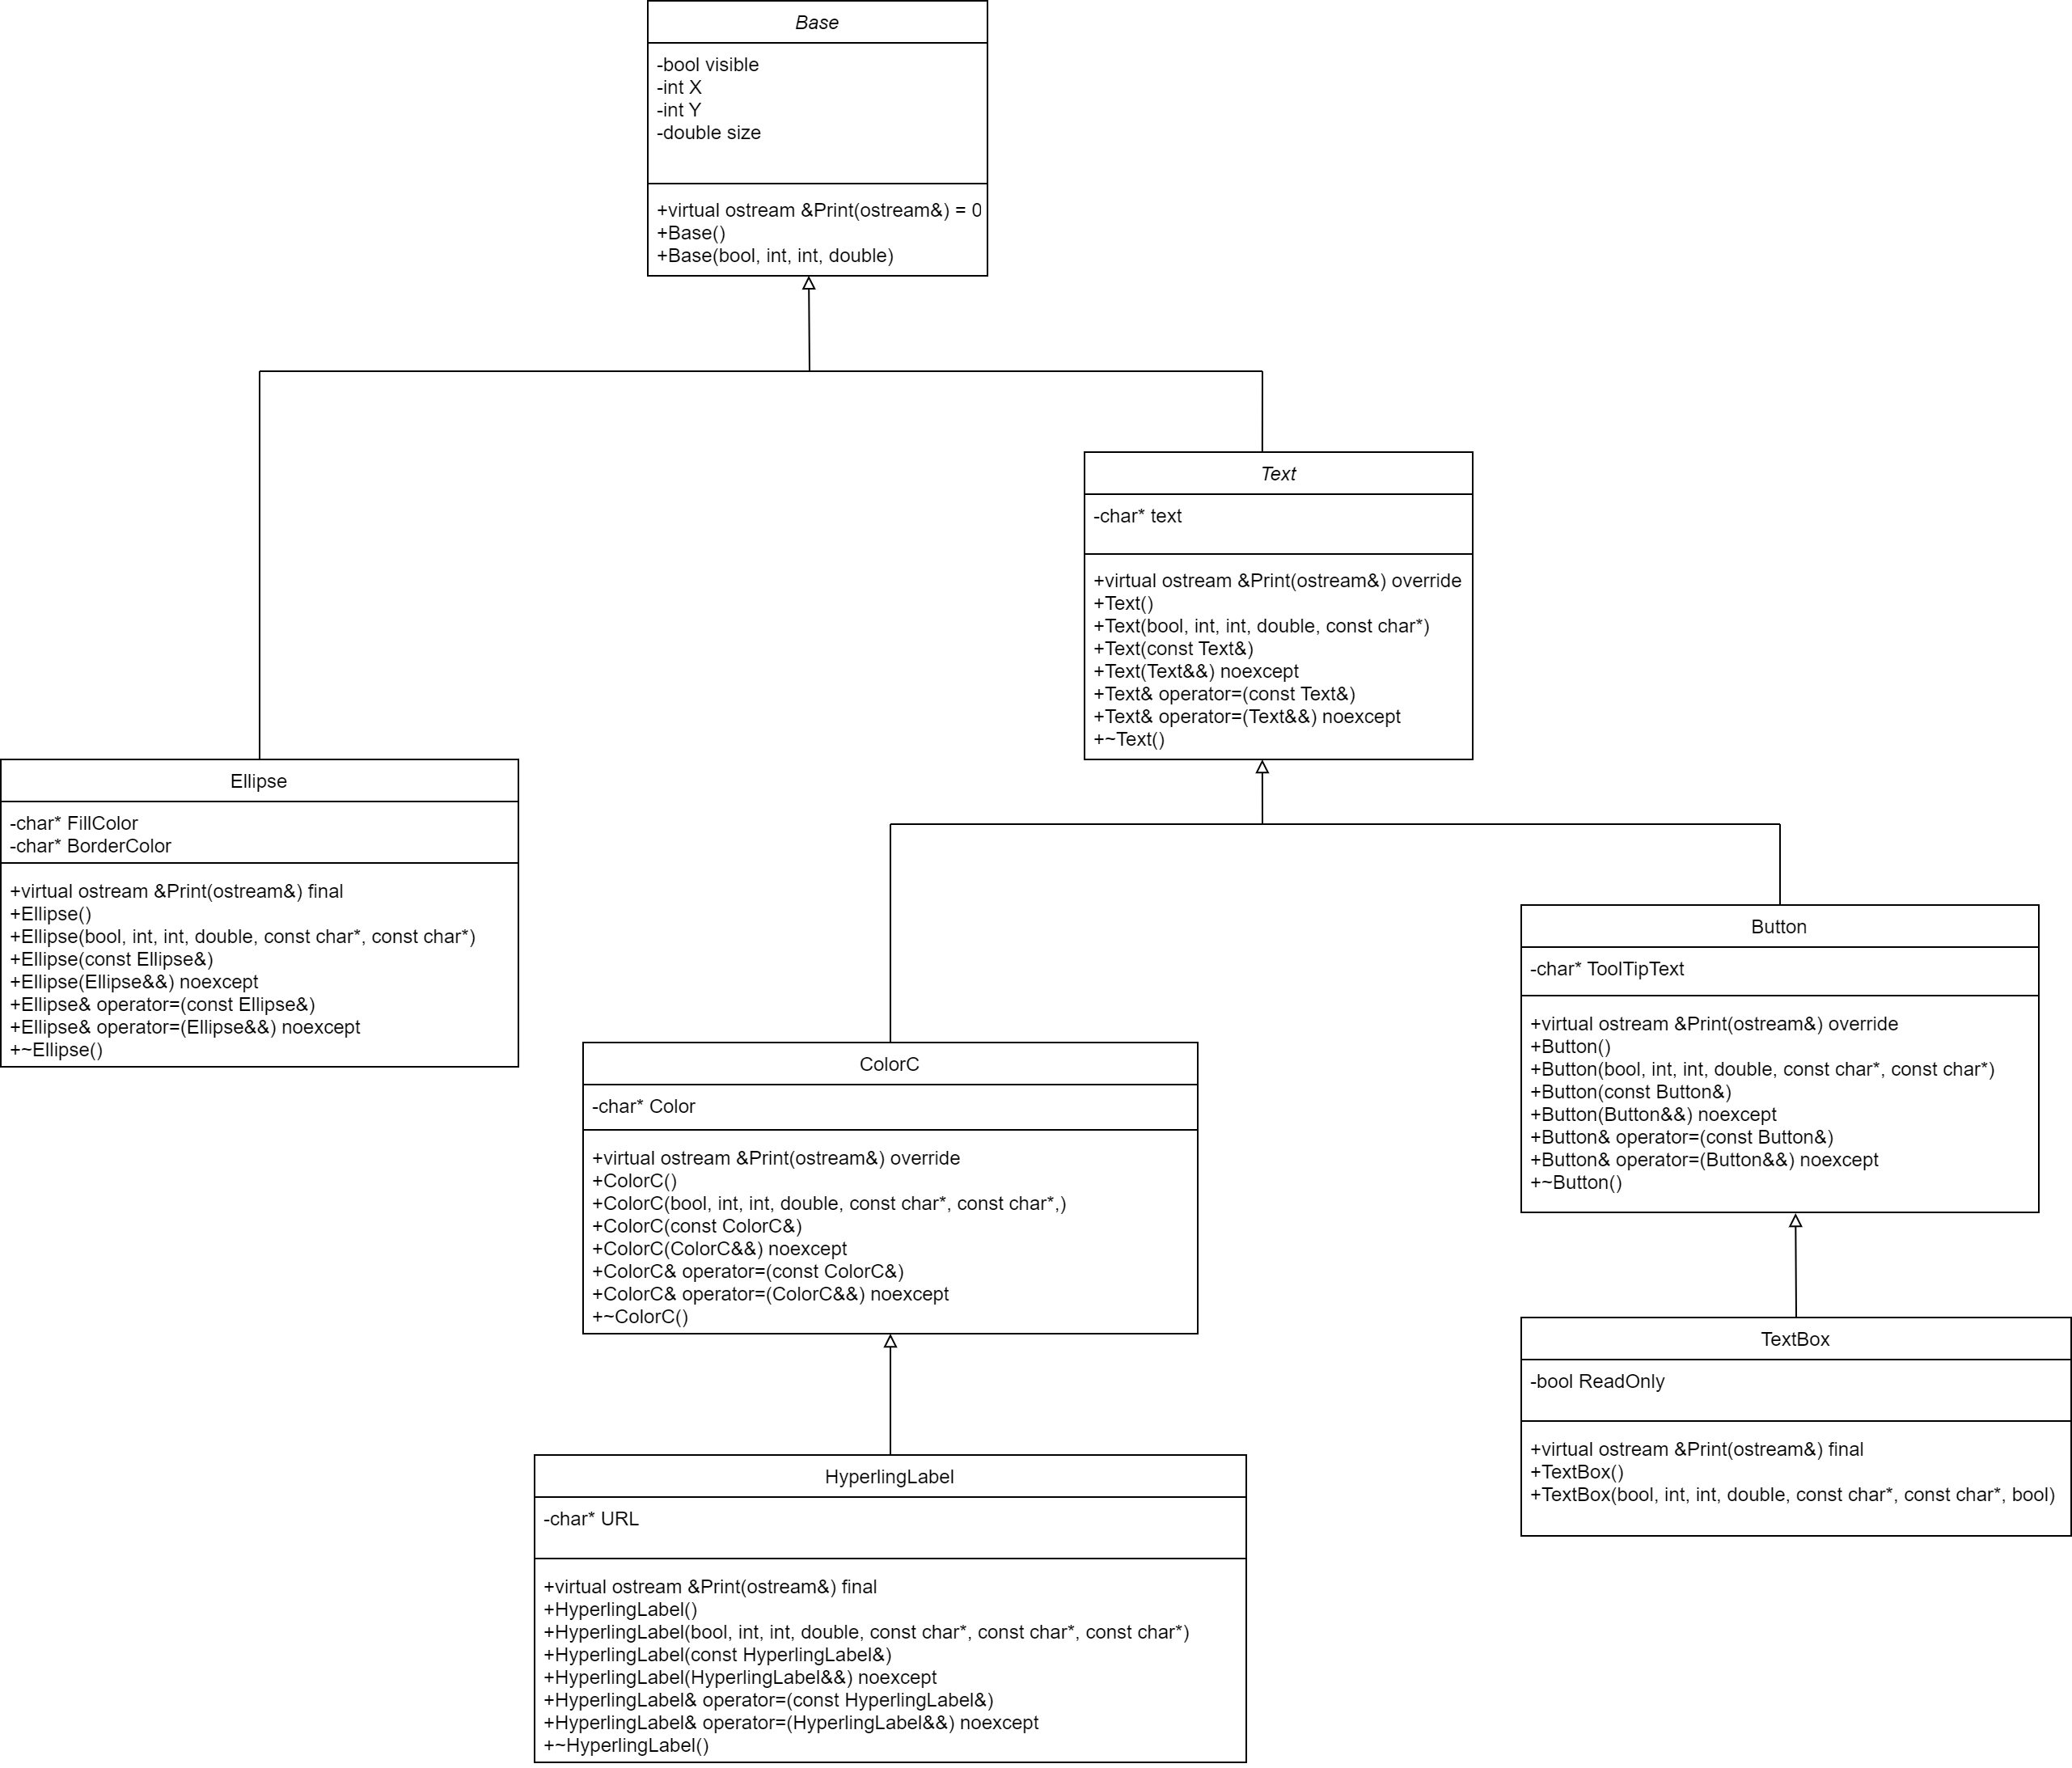 Base
-bool visible
-int X
-int Y
-double size
+virtual ostream &Print(ostream&) = 0
+Base()
+Base(bool, int, int, double)
Text
-char* text
+virtual ostream &Print(ostream&) override
+Text()
+Text(bool, int, int, double, const char*)
+Text(const Text&)
+Text(Text&&) noexcept
+Text& operator=(const Text&)
+Text& operator=(Text&&) noexcept
+~Text()
Ellipse
-char* FillColor
-char* BorderColor
+virtual ostream &Print(ostream&) final
+Ellipse()
+Ellipse(bool, int, int, double, const char*, const char*)
+Ellipse(const Ellipse&)
+Ellipse(Ellipse&&) noexcept
+Ellipse& operator=(const Ellipse&)
+Ellipse& operator=(Ellipse&&) noexcept
+~Ellipse()
Button
-char* ToolTipText
+virtual ostream &Print(ostream&) override
+Button()
+Button(bool, int, int, double, const char*, const char*)
+Button(const Button&)
+Button(Button&&) noexcept
+Button& operator=(const Button&)
+Button& operator=(Button&&) noexcept
+~Button()
ColorC
-char* Color
+virtual ostream &Print(ostream&) override
+ColorC()
+ColorC(bool, int, int, double, const char*, const char*,)
+ColorC(const ColorC&)
+ColorC(ColorC&&) noexcept
+ColorC& operator=(const ColorC&)
+ColorC& operator=(ColorC&&) noexcept
+~ColorC()
TextBox
-bool ReadOnly
+virtual ostream &Print(ostream&) final
+TextBox()
+TextBox(bool, int, int, double, const char*, const char*, bool)
HyperlingLabel
-char* URL
+virtual ostream &Print(ostream&) final
+HyperlingLabel()
+HyperlingLabel(bool, int, int, double, const char*, const char*, const char*)
+HyperlingLabel(const HyperlingLabel&)
+HyperlingLabel(HyperlingLabel&&) noexcept
+HyperlingLabel& operator=(const HyperlingLabel&)
+HyperlingLabel& operator=(HyperlingLabel&&) noexcept
+~HyperlingLabel()